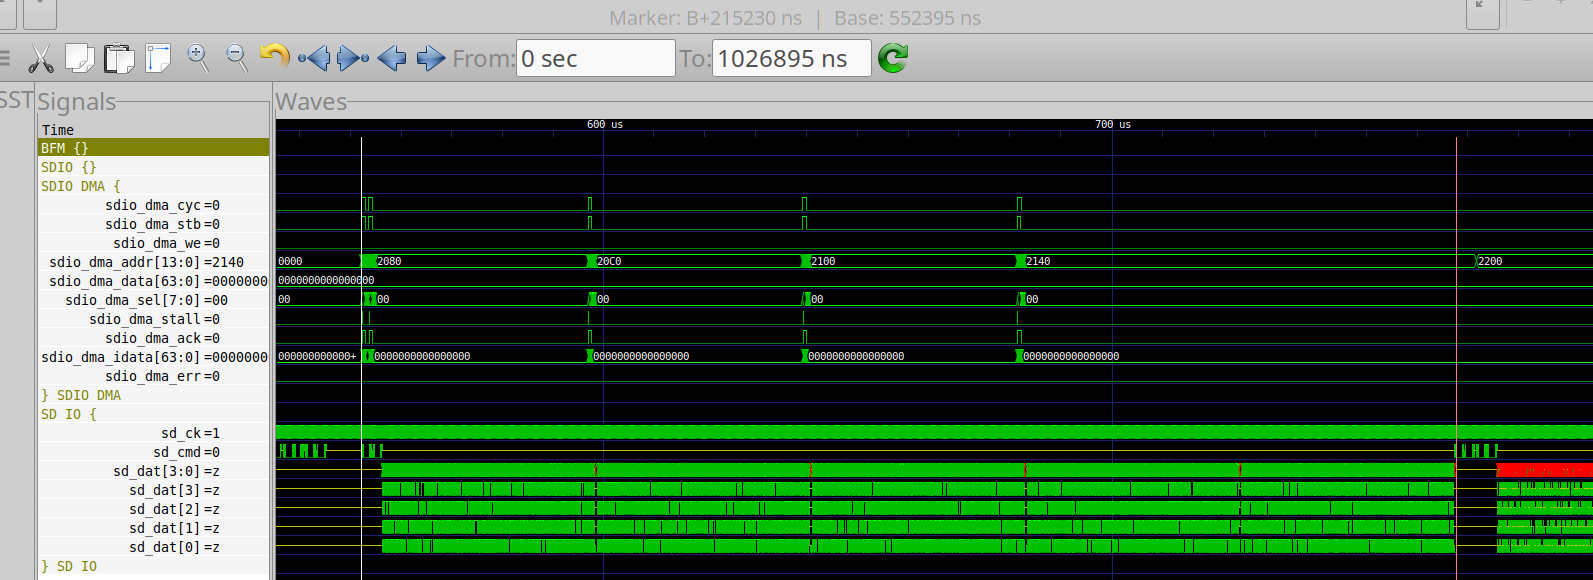 Marker: B+215230 ns | Base: 552395 ns
From: 0 sec To: 1026895 ns
SST Signals Waves
Time 600 us 700 us
BFM {}
SDIO {}
SDIO DMA {
sdio_dma_cyc=0
sdio_dma_stb=0
sdio_dma_we=0
sdio_dma_addr[13:0]=2140 0000 2080 20C0 2100 2140 2200
sdio_dma_data[63:0]=0000000 0000000000000000
sdio_dma_sel[7:0]=00 00 00 00 00 00
sdio_dma_stall=0
sdio_dma_ack=0
sdio_dma_idata[63:0]=0000000 000000000000+ 0000000000000000 0000000000000000 0000000000000000 0000000000000000
sdio_dma_err=0
} SDIO DMA
SD IO {
sd_ck=1
sd_cmd=0
sd_dat[3:0]=z
sd_dat[3]=z
sd_dat[2]=z
sd_dat[1]=z
sd_dat[0]=z
} SD IO